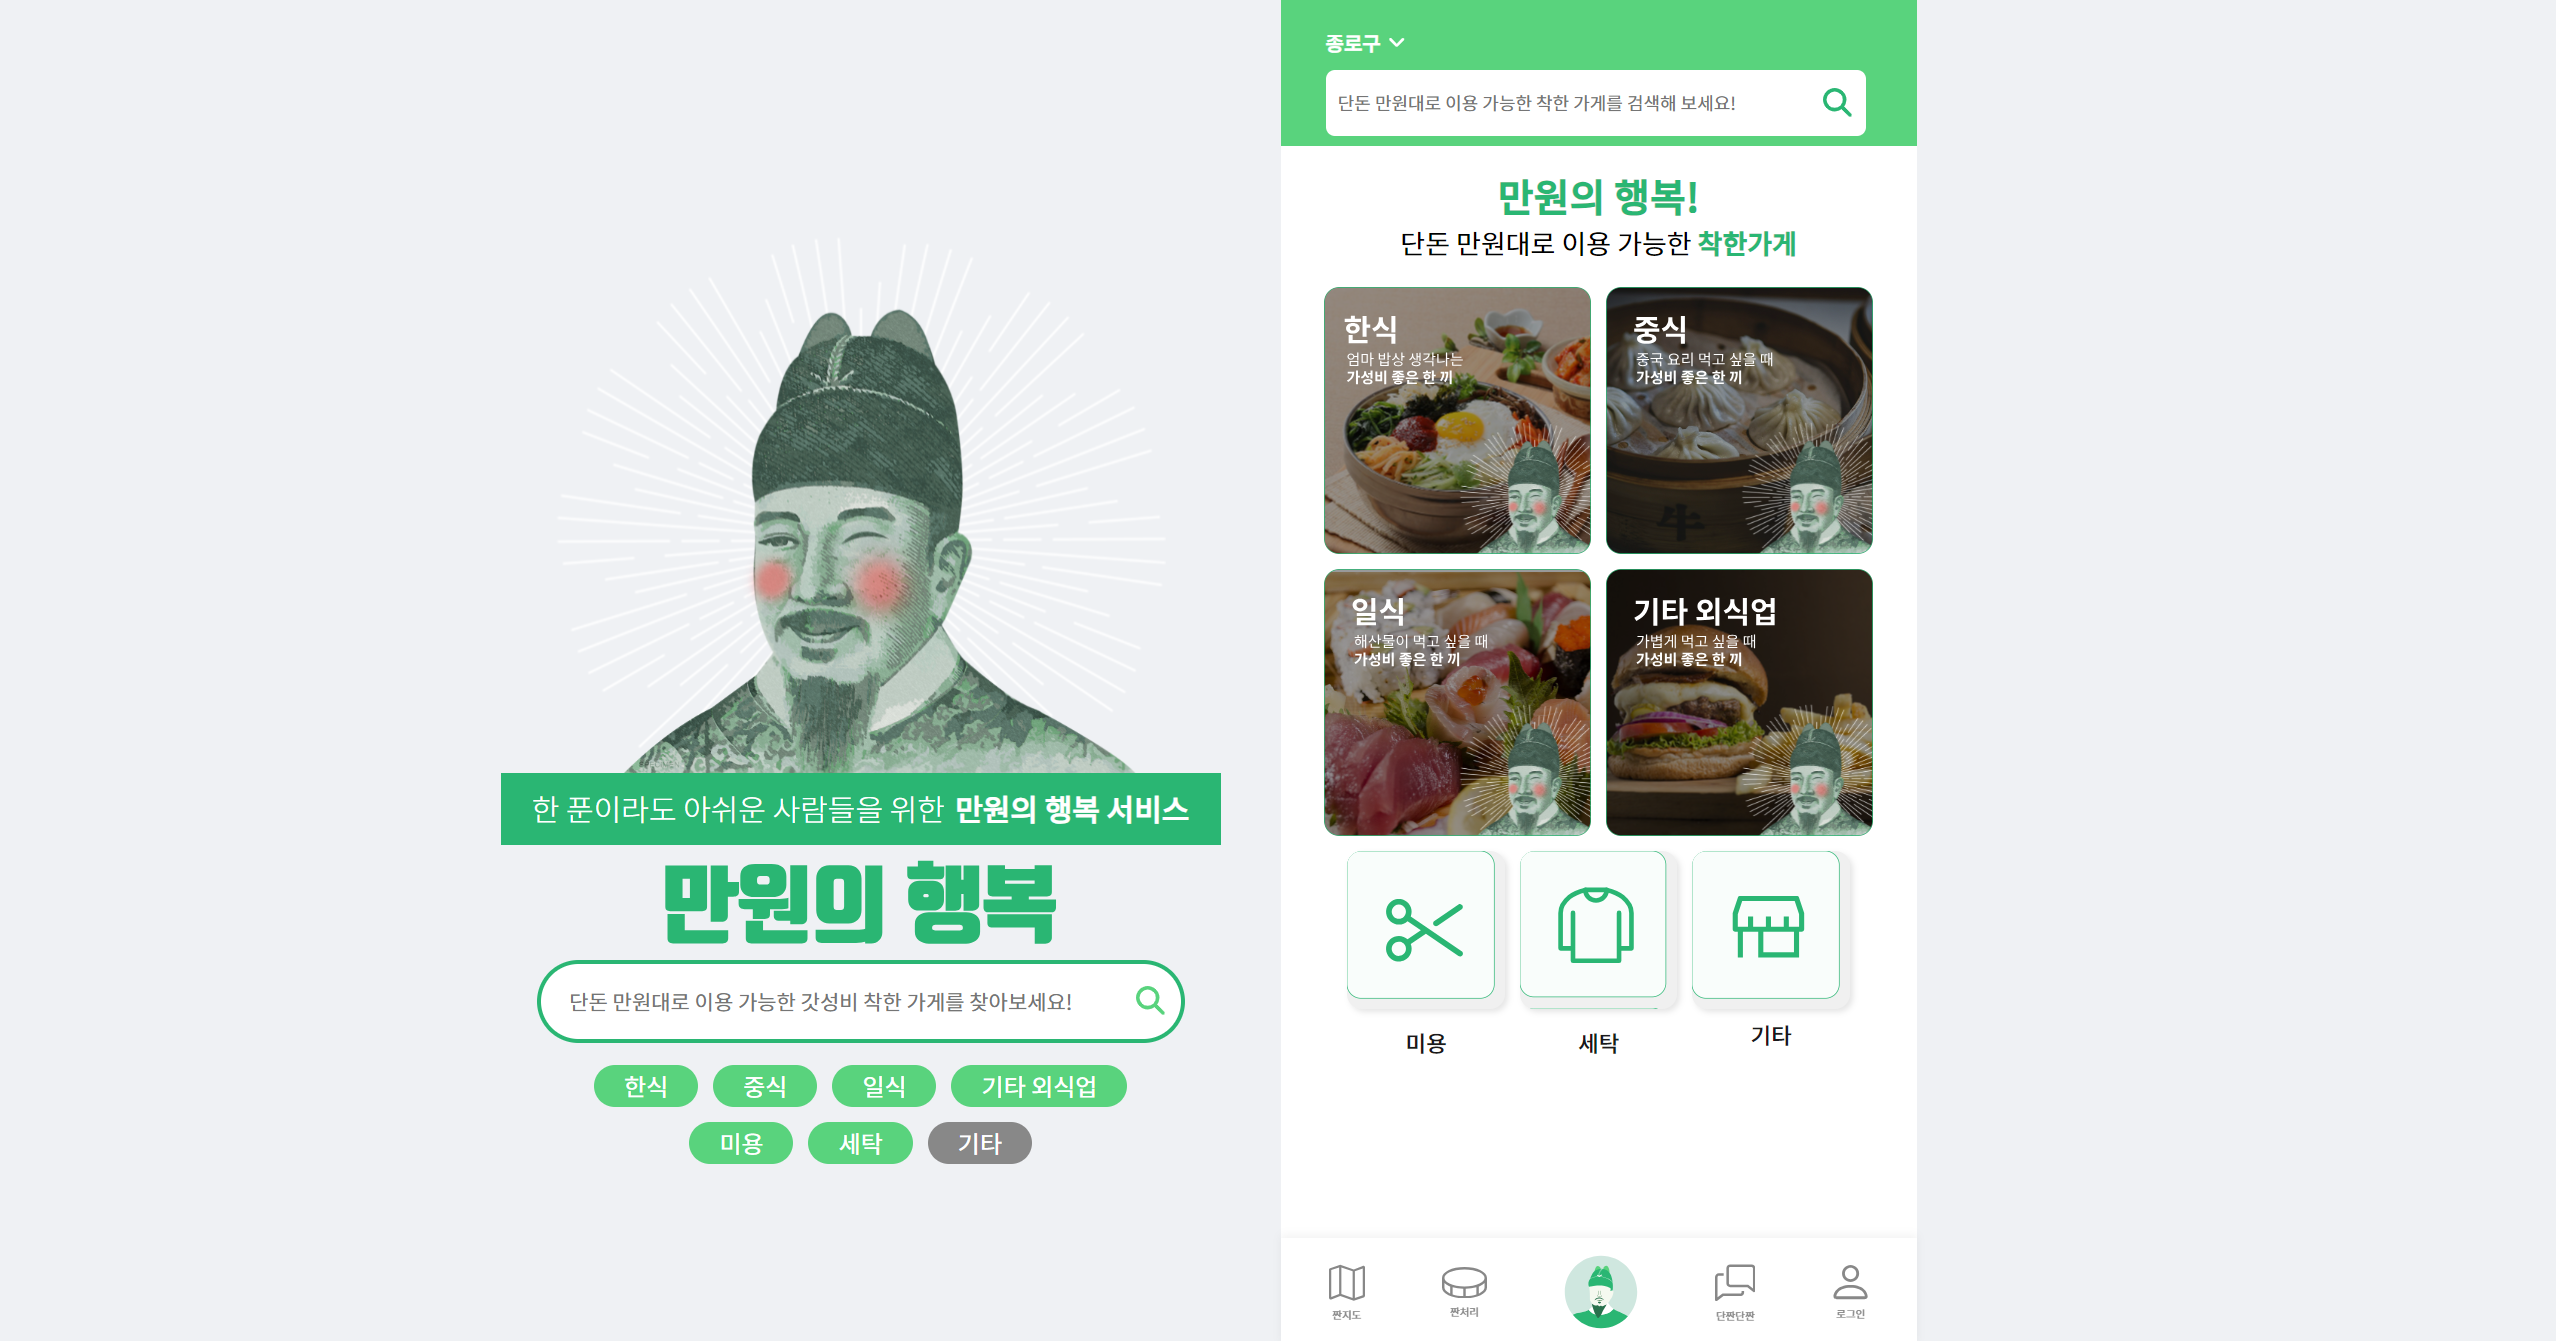 한 푼이라도 아쉬운 사람들을 위한 만원의 행복 서비스
만원의 행복
단돈 만원대로 이용 가능한 갓성비 착한 가게를 찾아보세요!
한식
중식
일식
기타 외식업
미용
세탁
기타
종로구
단돈 만원대로 이용 가능한 착한 가게를 검색해 보세요!
만원의 행복!
단돈 만원대로 이용 가능한 착한가게
한식
엄마 밥상 생각나는
가성비 좋은 한 끼
중식
중국 요리 먹고 싶을 때
가성비 좋은 한 끼
일식
해산물이 먹고 싶을 때
가성비 좋은 한 끼
기타 외식업
가볍게 먹고 싶을 때
가성비 좋은 한 끼
미용
세탁
기타
짠지도
짠처리
단짠단짠
로그인